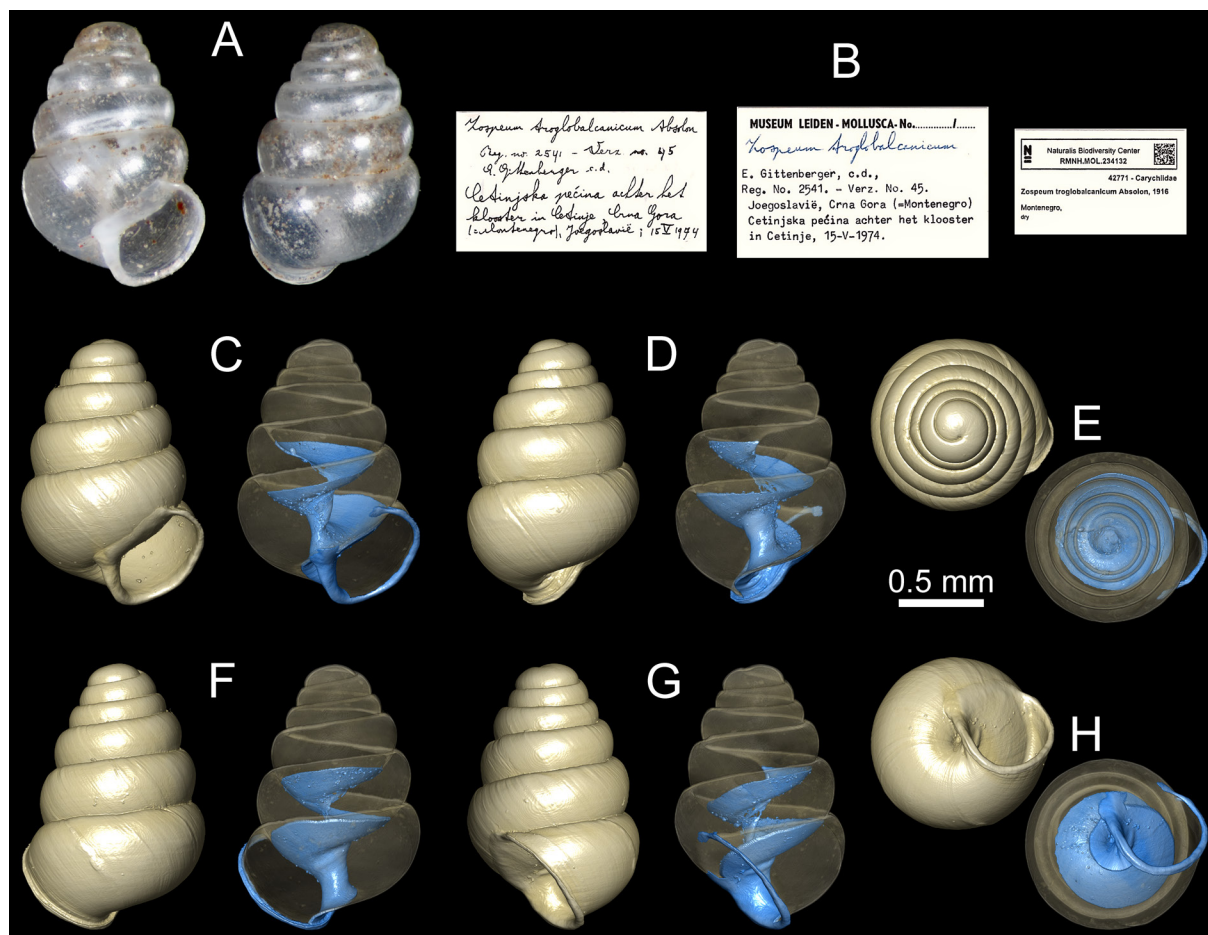 A
B
Zospeum troglobalcanicum Absolon
Reg. no. 2541 - Verz. no. 45
E. Gittenberger c.d.
Cetinjska pećina achter het
klooster in Cetinje, Crna Gora
(=Montenegro), Joegoslavië; 15 V 1974
MUSEUM LEIDEN - MOLLUSCA - No............./.......
Zospeum troglobalcanicum
E. Gittenberger, c.d.,
Reg. No. 2541. - Verz. No. 45.
Joegoslavië, Crna Gora (=Montenegro)
Cetinjska pećina achter het klooster
in Cetinje, 15-V-1974.
N
Naturalis Biodiversity Center
RMNH.MOL.234132
42771 - Carychiidae
Zospeum troglobalcanicum Absolon, 1916
Montenegro,
dry
C
D
E
0.5 mm
F
G
H